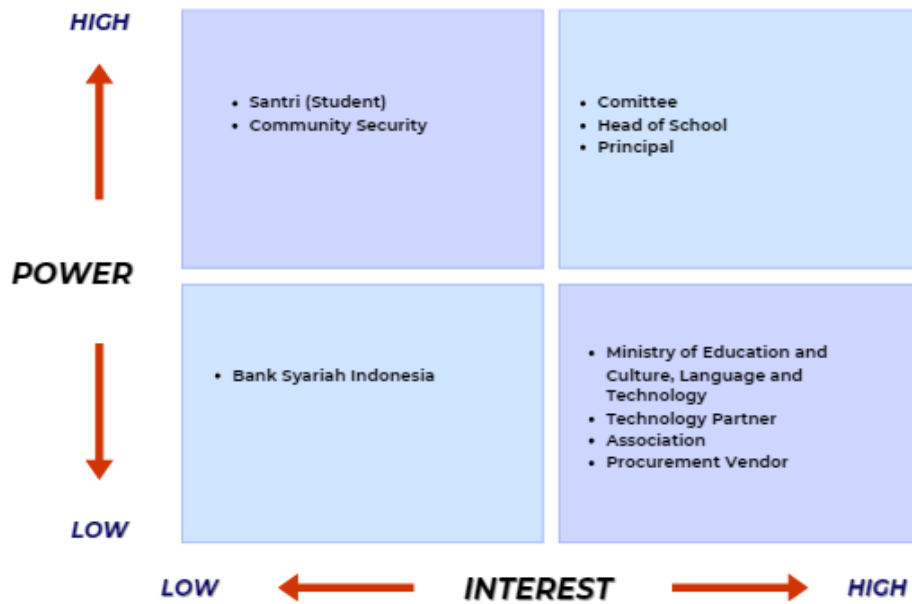 HIGH
• Santri (Student)
• Community Security
• Comittee
• Head of School
• Principal
POWER
• Bank Syariah Indonesia
• Ministry of Education and
Culture, Language and
Technology
• Technology Partner
• Association
• Procurement Vendor
LOW
LOW
INTEREST
HIGH